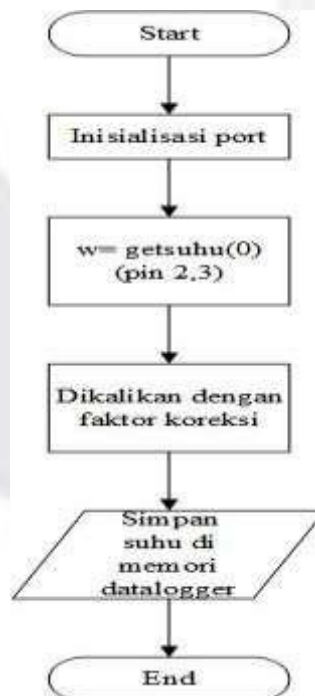 Start
Inisialisasi port
w= getsuhu(0)
(pin 2,3)
Dikalikan dengan
faktor koreksi
Simpan
suhu di
memori
datalogger
End